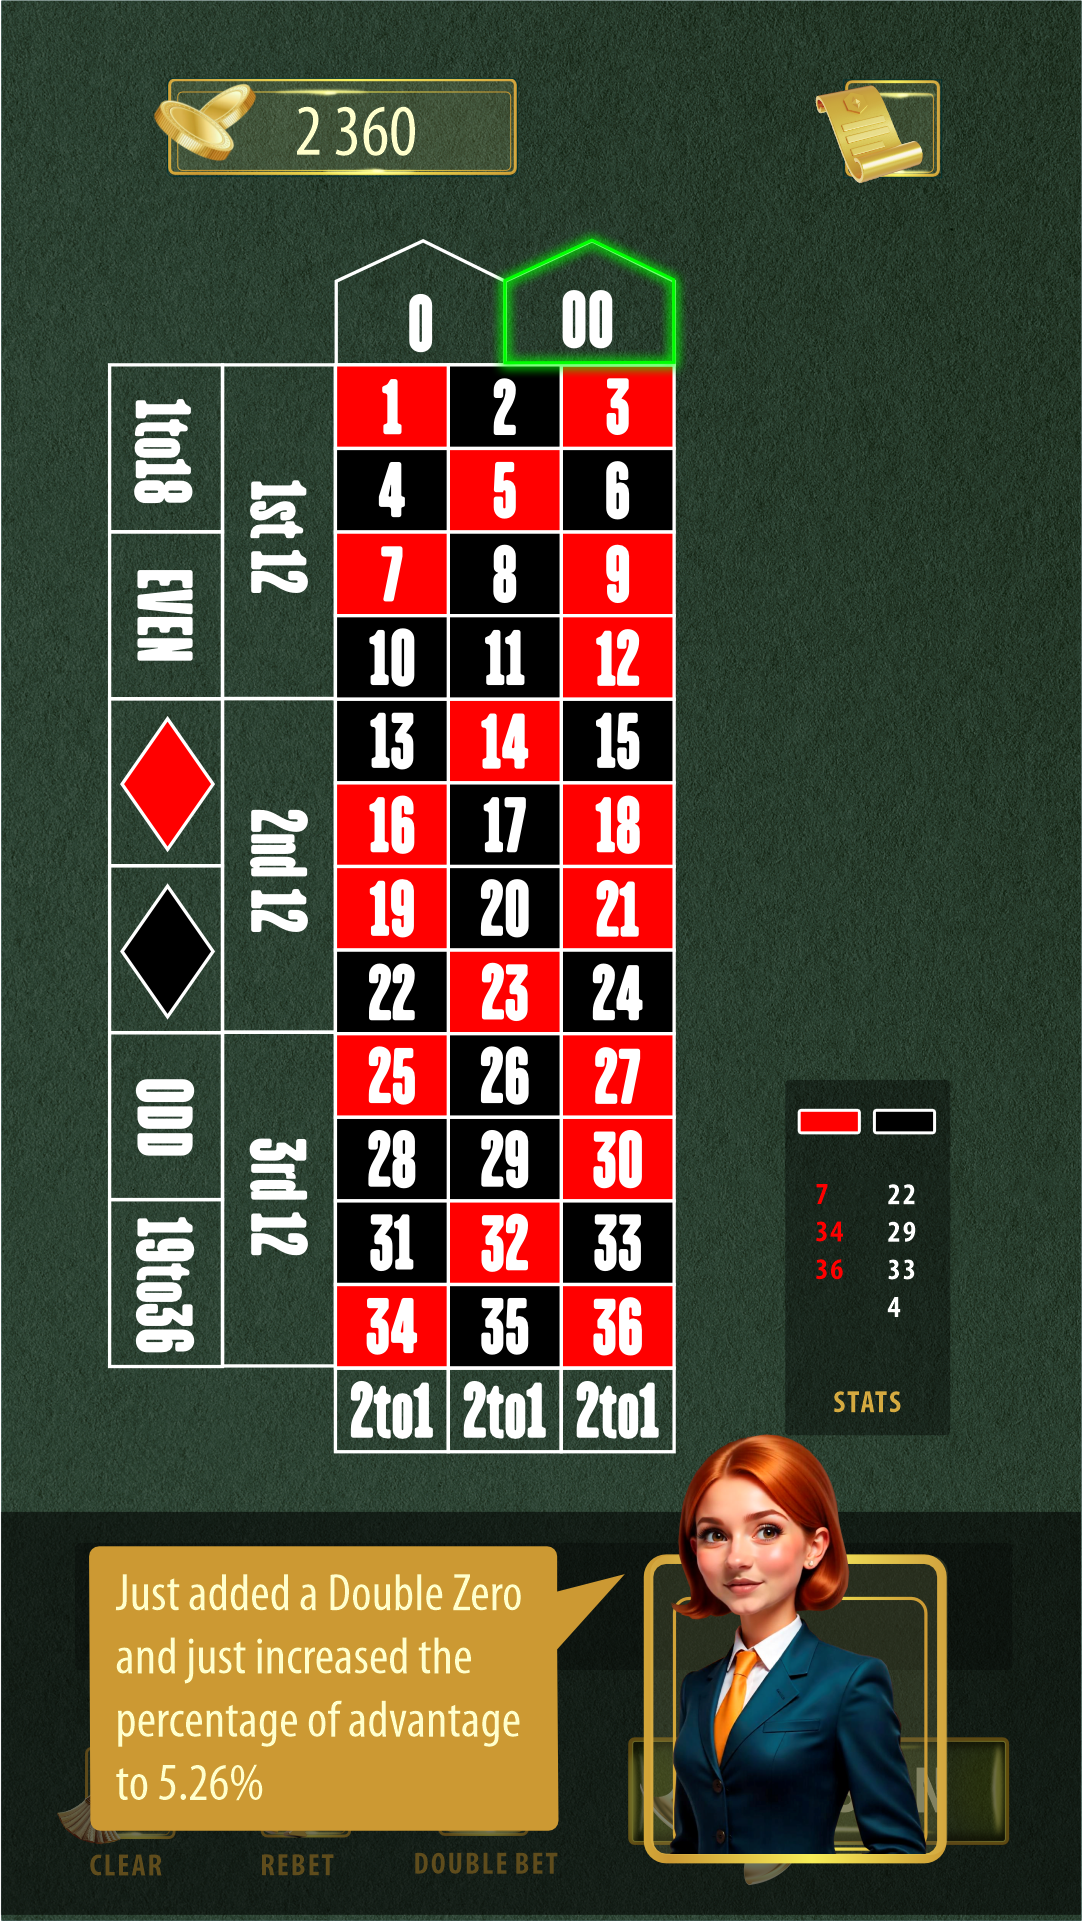 2 360
0 00
1 2 3
4 5 6
7 8 9
10 11 12
13 14 15
16 17 18
19 20 21
22 23 24
25 26 27
28 29 30
31 32 33
34 35 36
2to1 2to1 2to1
1to18
EVEN
ODD
19to36
1st 12
2nd 12
3rd 12
7 22
34 29
36 33
4
STATS
Just added a Double Zero
and just increased the
percentage of advantage
to 5.26%
CLEAR REBET DOUBLE BET